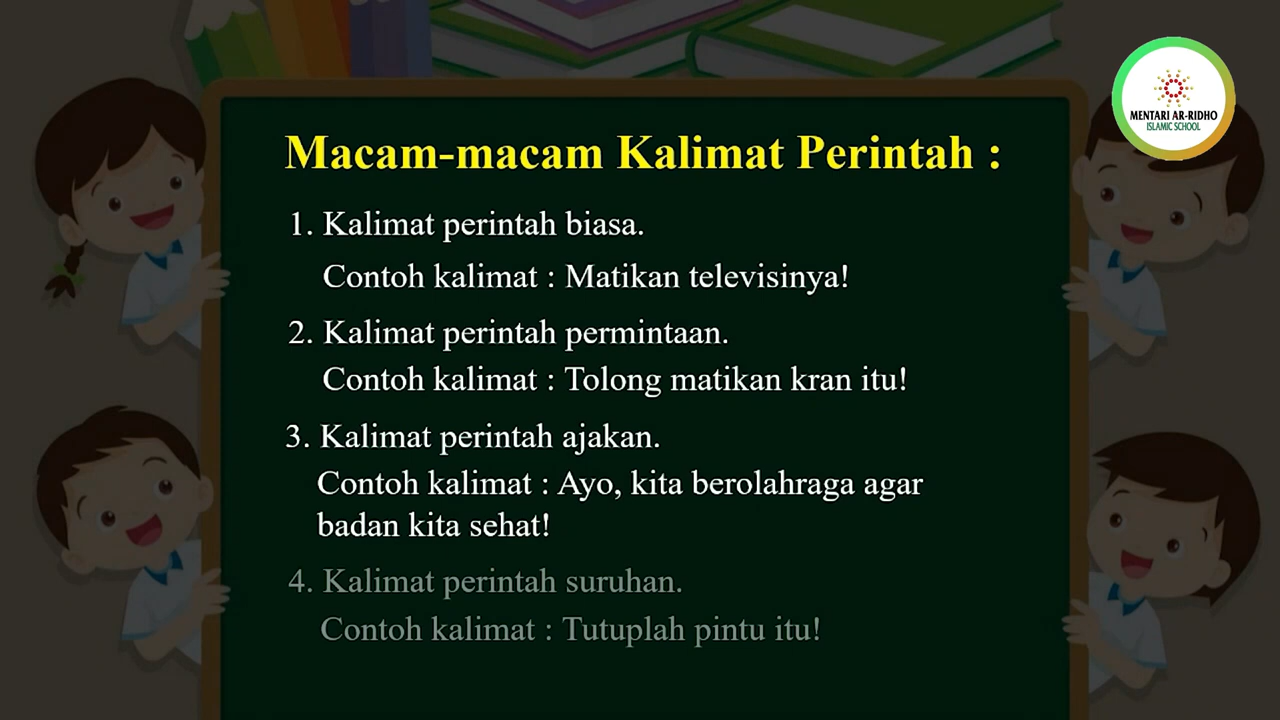 MENTARI AR-RIDHO
ISLAMIC SCHOOL
Macam-macam Kalimat Perintah :
1. Kalimat perintah biasa.
Contoh kalimat : Matikan televisinya!
2. Kalimat perintah permintaan.
Contoh kalimat : Tolong matikan kran itu!
3. Kalimat perintah ajakan.
Contoh kalimat : Ayo, kita berolahraga agar
badan kita sehat!
4. Kalimat perintah suruhan.
Contoh kalimat : Tutuplah pintu itu!